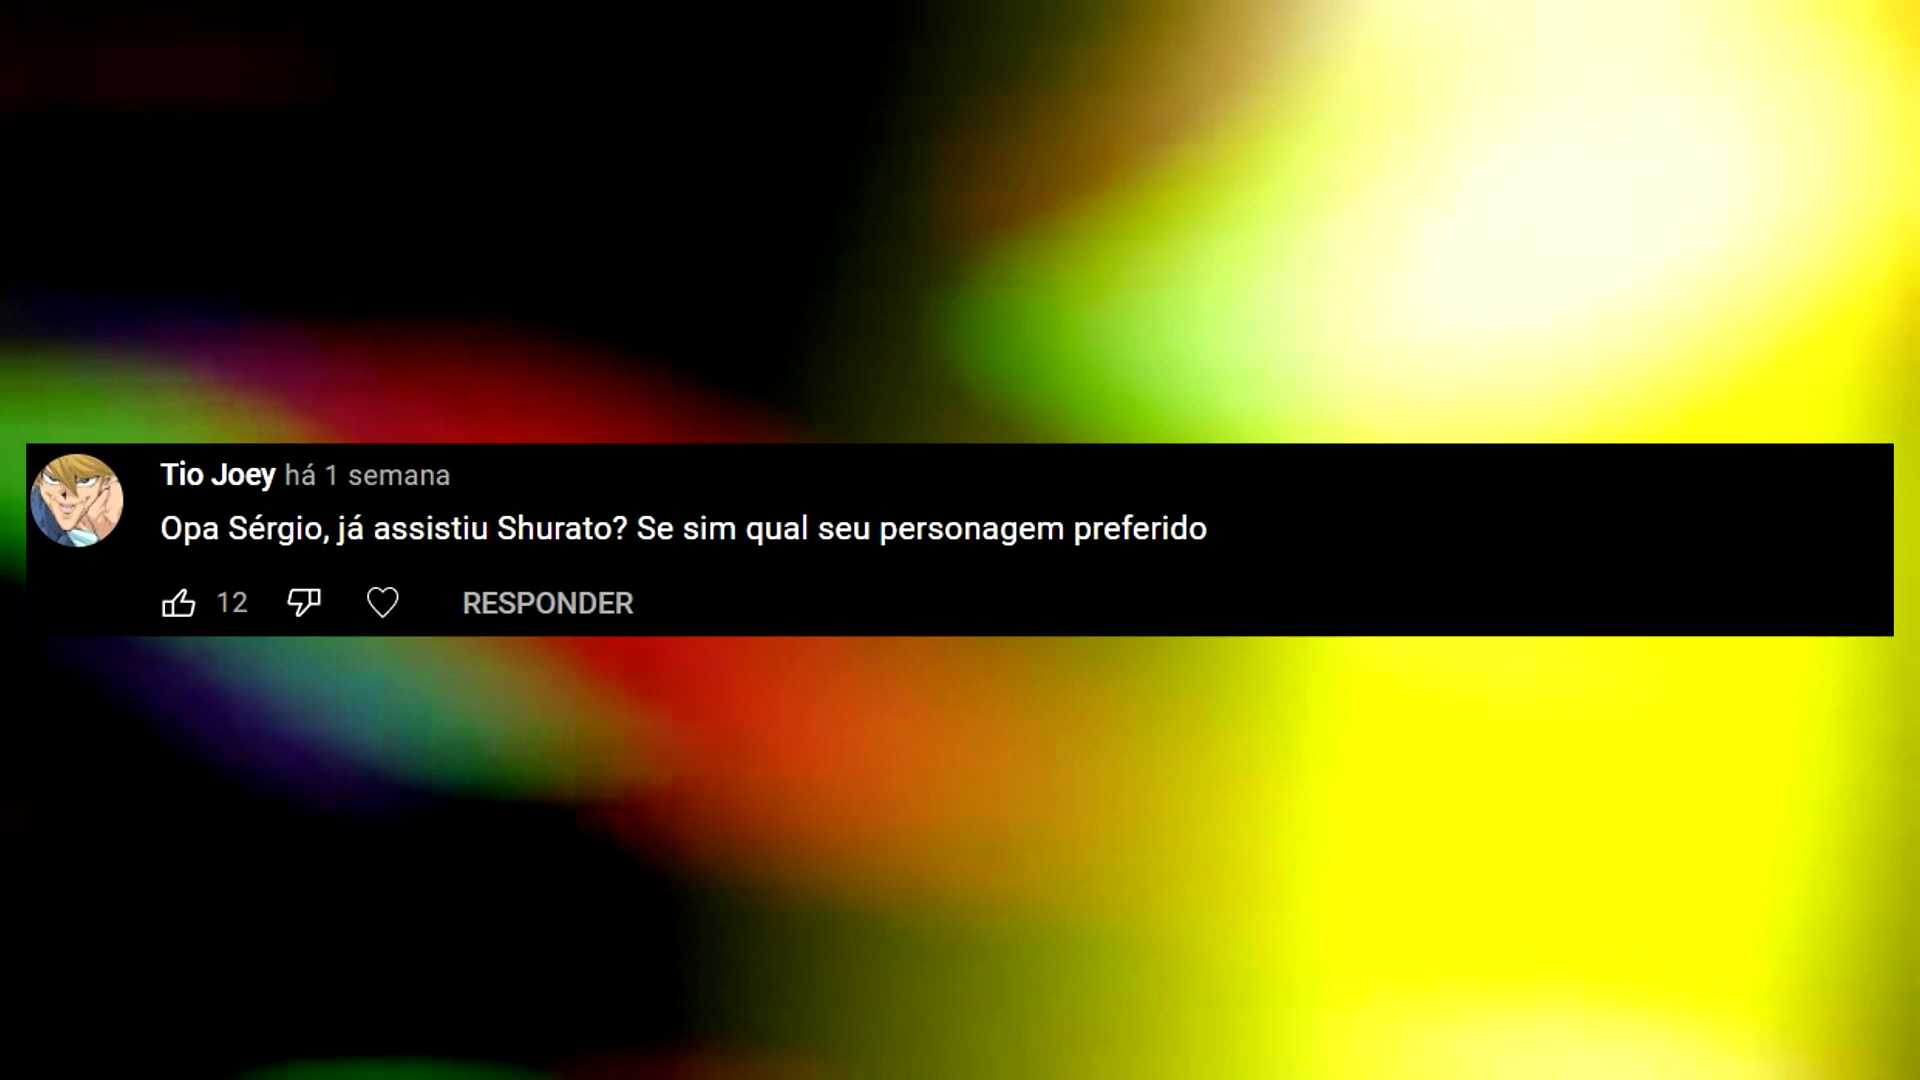 Tio Joey há 1 semana
Opa Sérgio, já assistiu Shurato? Se sim qual seu personagem preferido
12 RESPONDER